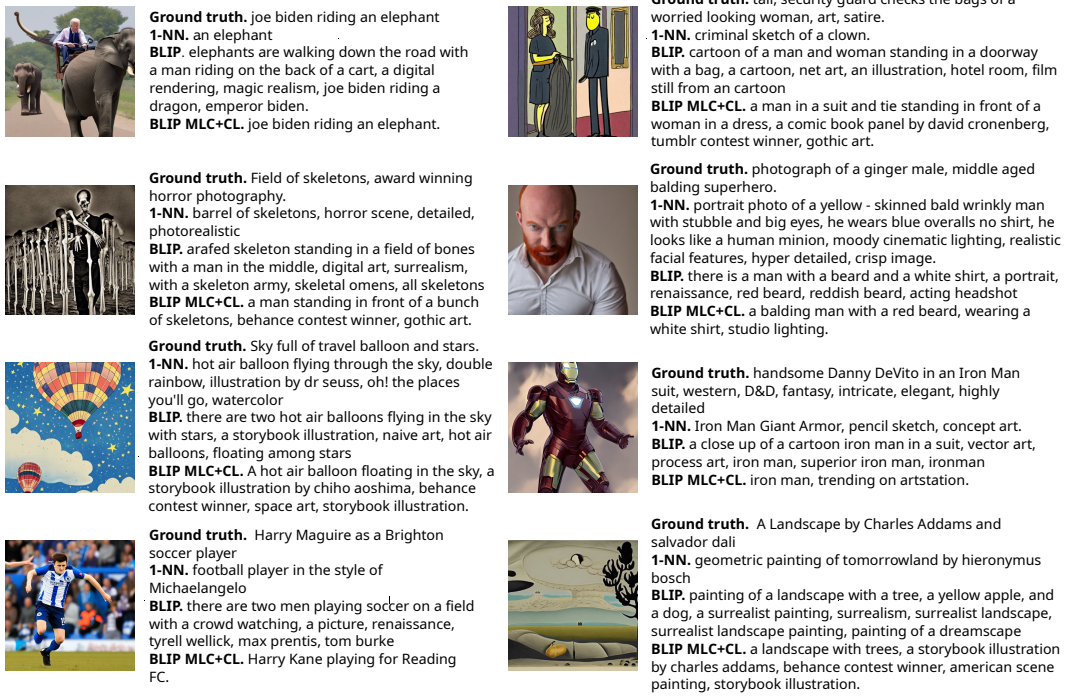 Ground truth. joe biden riding an elephant
1-NN. an elephant
BLIP. elephants are walking down the road with
a man riding on the back of a cart, a digital
rendering, magic realism, joe biden riding a
dragon, emperor biden.
BLIP MLC+CL. joe biden riding an elephant.
Ground truth. Field of skeletons, award winning
horror photography.
1-NN. barrel of skeletons, horror scene, detailed,
photorealistic
BLIP. arafed skeleton standing in a field of bones
with a man in the middle, digital art, surrealism,
with a skeleton army, skeletal omens, all skeletons
BLIP MLC+CL. a man standing in front of a bunch
of skeletons, behance contest winner, gothic art.
Ground truth. Sky full of travel balloon and stars.
1-NN. hot air balloon flying through the sky, double
rainbow, illustration by dr seuss, oh! the places
you'll go, watercolor
BLIP. there are two hot air balloons flying in the sky
with stars, a storybook illustration, naive art, hot air
balloons, floating among stars
BLIP MLC+CL. A hot air balloon floating in the sky, a
storybook illustration by chiho aoshima, behance
contest winner, space art, storybook illustration.
Ground truth. Harry Maguire as a Brighton
soccer player
1-NN. football player in the style of
Michaelangelo
BLIP. there are two men playing soccer on a field
with a crowd watching, a picture, renaissance,
tyrell wellick, max prentis, tom burke
BLIP MLC+CL. Harry Kane playing for Reading
FC.
Ground truth. tall, security guard checks the bags of a
worried looking woman, art, satire.
1-NN. criminal sketch of a clown.
BLIP. cartoon of a man and woman standing in a doorway
with a bag, a cartoon, net art, an illustration, hotel room, film
still from an cartoon
BLIP MLC+CL. a man in a suit and tie standing in front of a
woman in a dress, a comic book panel by david cronenberg,
tumblr contest winner, gothic art.
Ground truth. photograph of a ginger male, middle aged
balding superhero.
1-NN. portrait photo of a yellow - skinned bald wrinkly man
with stubble and big eyes, he wears blue overalls no shirt, he
looks like a human minion, moody cinematic lighting, realistic
facial features, hyper detailed, crisp image.
BLIP. there is a man with a beard and a white shirt, a portrait,
renaissance, red beard, reddish beard, acting headshot
BLIP MLC+CL. a balding man with a red beard, wearing a
white shirt, studio lighting.
Ground truth. handsome Danny DeVito in an Iron Man
suit, western, D&D, fantasy, intricate, elegant, highly
detailed
1-NN. Iron Man Giant Armor, pencil sketch, concept art.
BLIP. a close up of a cartoon iron man in a suit, vector art,
process art, iron man, superior iron man, ironman
BLIP MLC+CL. iron man, trending on artstation.
Ground truth. A Landscape by Charles Addams and
salvador dali
1-NN. geometric painting of tomorrowland by hieronymus
bosch
BLIP. painting of a landscape with a tree, a yellow apple, and
a dog, a surrealist painting, surrealism, surrealist landscape,
surrealist landscape painting, painting of a dreamscape
BLIP MLC+CL. a landscape with trees, a storybook illustration
by charles addams, behance contest winner, american scene
painting, storybook illustration.